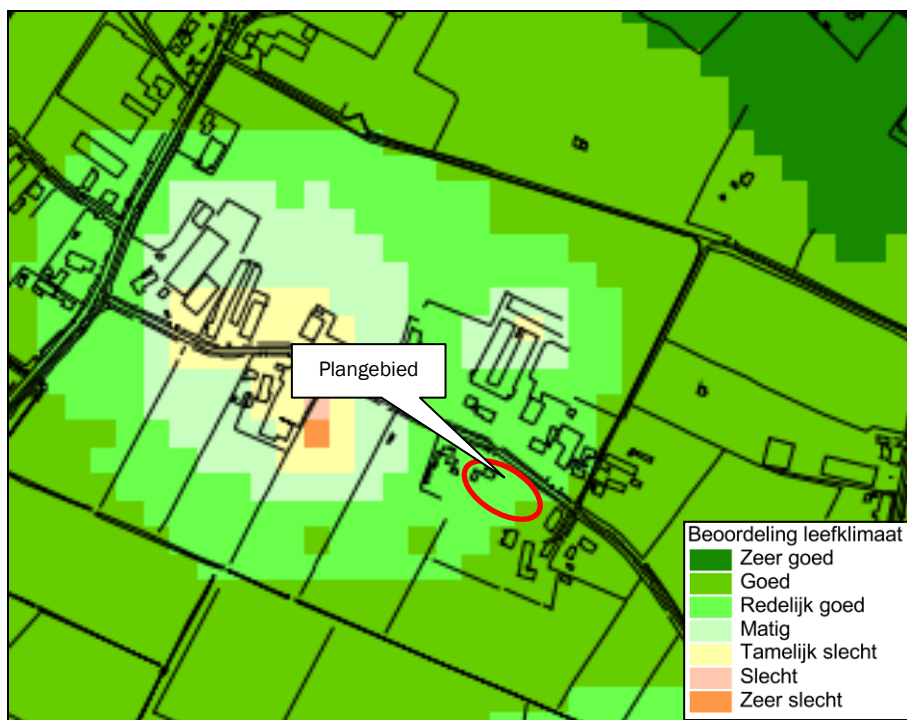 Plangebied
Beoordeling leefklimaat
Zeer goed
Goed
Redelijk goed
Matig
Tamelijk slecht
Slecht
Zeer slecht